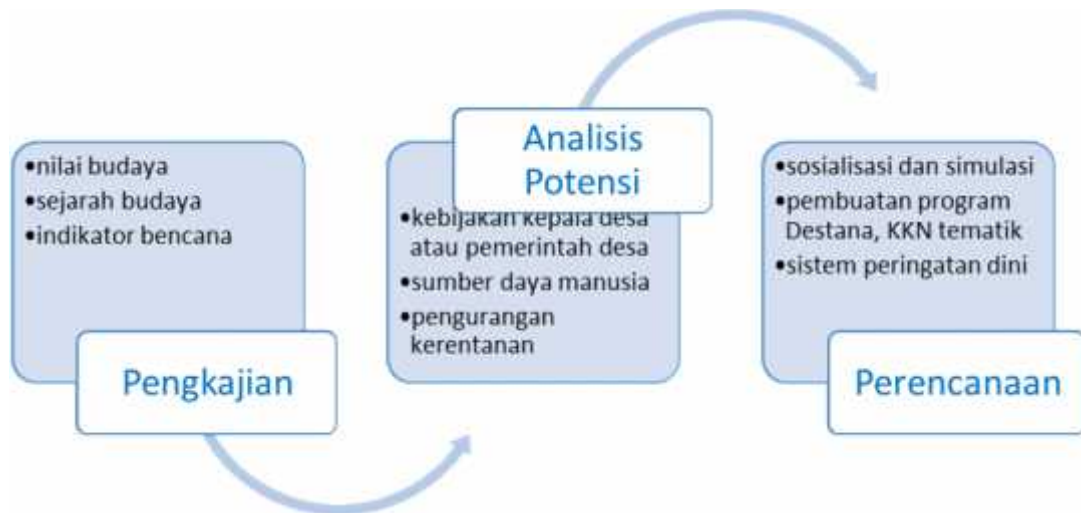 •nilai budaya
•sejarah budaya
•indikator bencana
Pengkajian
Analisis
Potensi
•kebijakan kepala desa
atau pemerintah desa
•sumber daya manusia
•pengurangan
kerentanan
•sosialisasi dan simulasi
•pembuatan program
Destana, KKN tematik
•sistem peringatan dini
Perencanaan